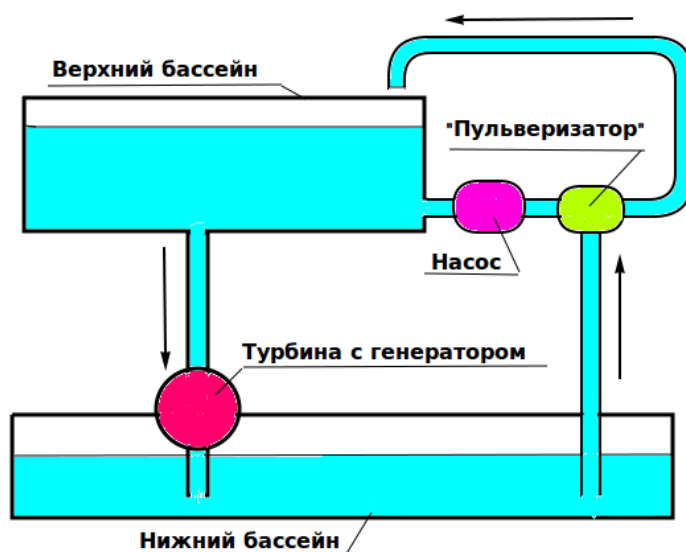 Верхний бассейн
"Пульверизатор"
Насос
Турбина с генератором
Нижний бассейн